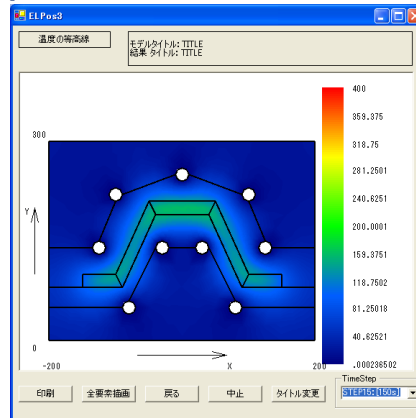 ELPos3
温度の等高線
モデルタイトル: TITLE
結果 タイトル: TITLE
400
359.375
318.75
281.2501
240.6251
200.0001
159.3751
118.7502
81.25018
40.62521
.000236502
300
Y
0
-200
X
200
印刷
全要素描画
戻る
中止
タイトル変更
TimeStep
STEP15:[150s]